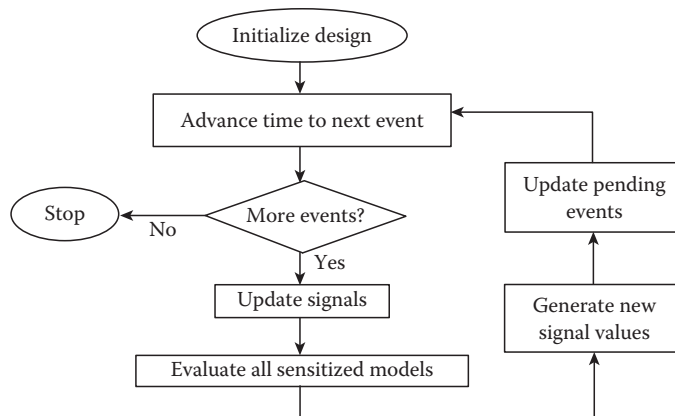 Initialize design
Advance time to next event
More events?
Stop
No
Yes
Update signals
Evaluate all sensitized models
Generate new
signal values
Update pending
events